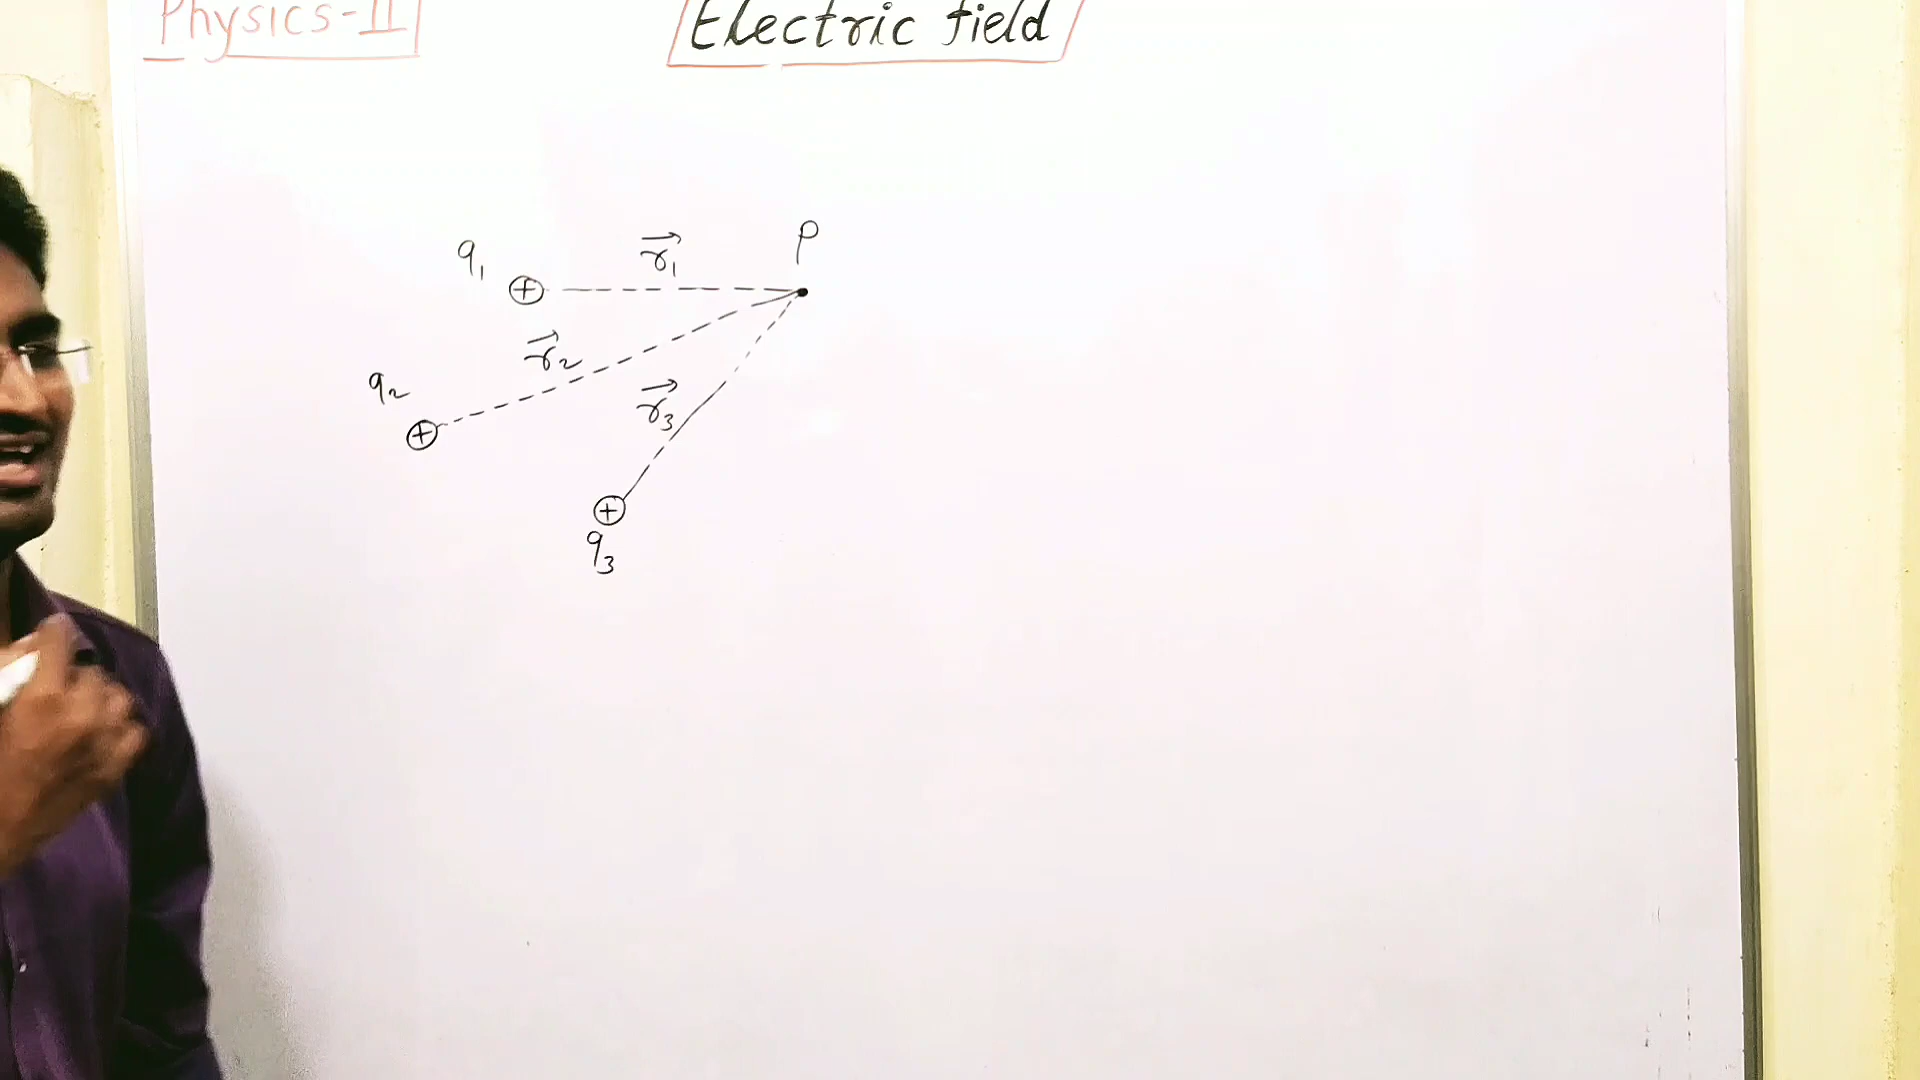 Physics-II
Electric field
P
q₁
r⃗₁
r⃗₂
q₂
r⃗₃
q₃